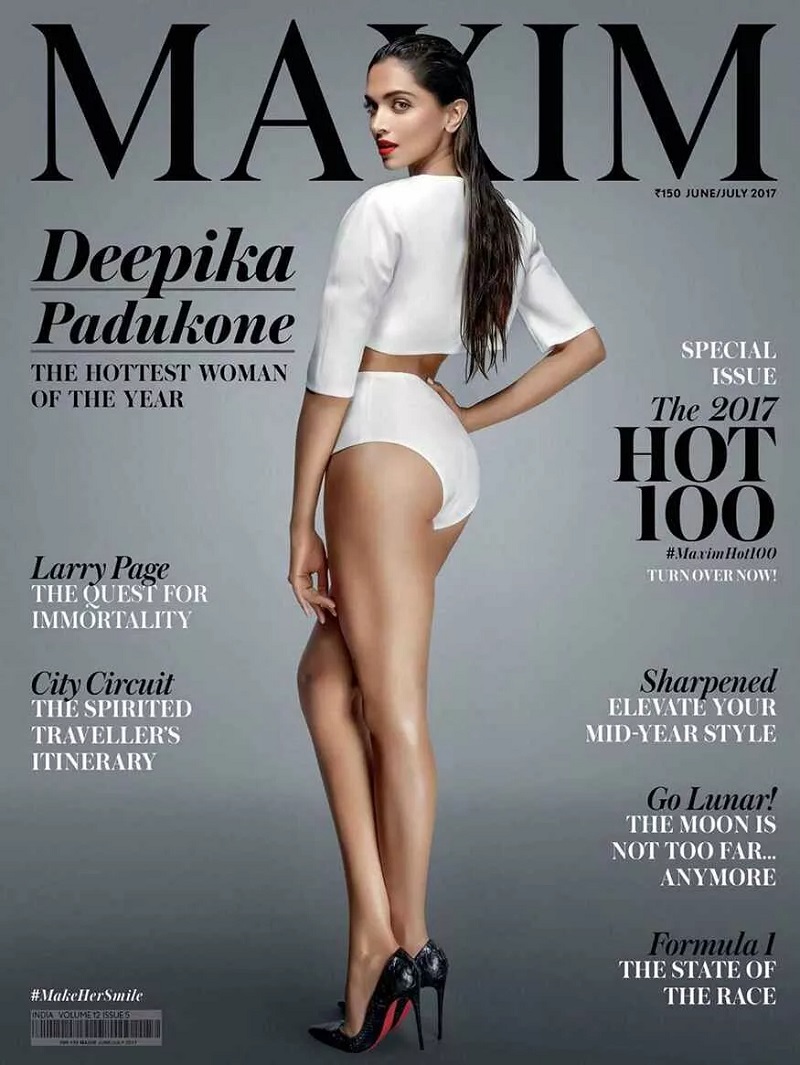 MAXIM
₹150 JUNE/JULY 2017
Deepika
Padukone
THE HOTTEST WOMAN
OF THE YEAR
SPECIAL
ISSUE
The 2017
HOT
100
#MaximHot100
TURN OVER NOW!
Larry Page
THE QUEST FOR
IMMORTALITY
City Circuit
THE SPIRITED
TRAVELLER'S
ITINERARY
Sharpened
ELEVATE YOUR
MID-YEAR STYLE
Go Lunar!
THE MOON IS
NOT TOO FAR...
ANYMORE
Formula 1
THE STATE OF
THE RACE
#MakeHerSmile
INDIA VOLUME 12 ISSUE 5